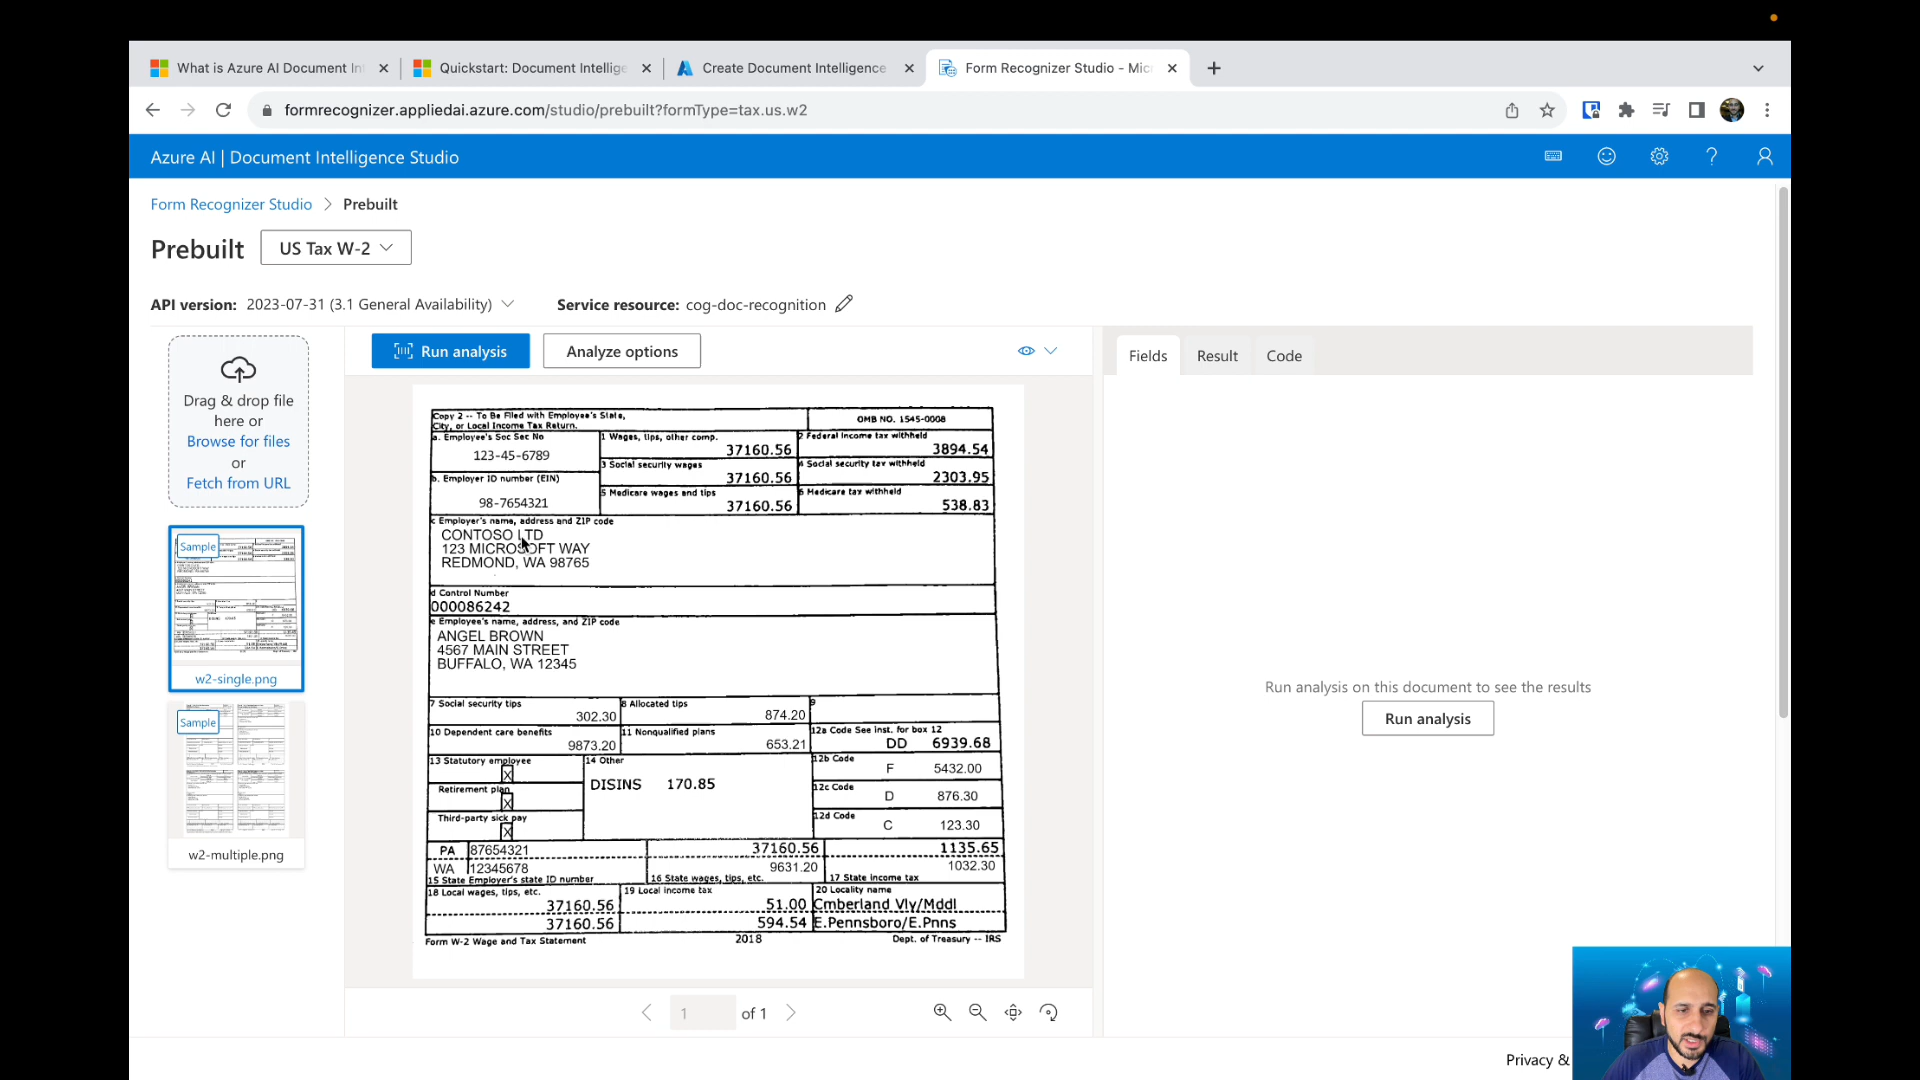 What is Azure AI Document In
Quickstart: Document Intellige
Create Document Intelligence
Form Recognizer Studio - Mic
formrecognizer.appliedai.azure.com/studio/prebuilt?formType=tax.us.w2
Azure AI | Document Intelligence Studio
Form Recognizer Studio > Prebuilt
Prebuilt
US Tax W-2
API version: 2023-07-31 (3.1 General Availability)
Service resource: cog-doc-recognition
Drag & drop file
here or
Browse for files
or
Fetch from URL
Sample
w2-single.png
Sample
w2-multiple.png
Run analysis
Analyze options
Copy 2 -- To Be Filed with Employee's State,
City, or Local Income Tax Return.
OMB NO. 1545-0008
a. Employee's Soc Sec No
123-45-6789
1 Wages, tips, other comp.
37160.56
2 Federal income tax withheld
3894.54
3 Social security wages
37160.56
4 Social security tax withheld
2303.95
b. Employer ID number (EIN)
98-7654321
5 Medicare wages and tips
37160.56
6 Medicare tax withheld
538.83
c Employer's name, address and ZIP code
CONTOSO LTD
123 MICROSOFT WAY
REDMOND, WA 98765
d Control Number
000086242
e Employee's name, address, and ZIP code
ANGEL BROWN
4567 MAIN STREET
BUFFALO, WA 12345
7 Social security tips
302.30
8 Allocated tips
874.20
9
10 Dependent care benefits
9873.20
11 Nonqualified plans
653.21
12a Code See inst. for box 12
DD 6939.68
13 Statutory employee
X
Retirement plan
X
Third-party sick pay
X
14 Other
DISINS 170.85
12b Code
F 5432.00
12c Code
D 876.30
12d Code
C 123.30
PA 87654321 37160.56 1135.65
WA 12345678 9631.20 1032.30
15 State Employer's state ID number
16 State wages, tips, etc.
17 State income tax
18 Local wages, tips, etc.
19 Local income tax
20 Locality name
37160.56 51.00 Cmberland Vly/Mddl
37160.56 594.54 E.Pennsboro/E.Pnns
Form W-2 Wage and Tax Statement
2018
Dept. of Treasury -- IRS
1 of 1
Fields
Result
Code
Run analysis on this document to see the results
Run analysis
Privacy &